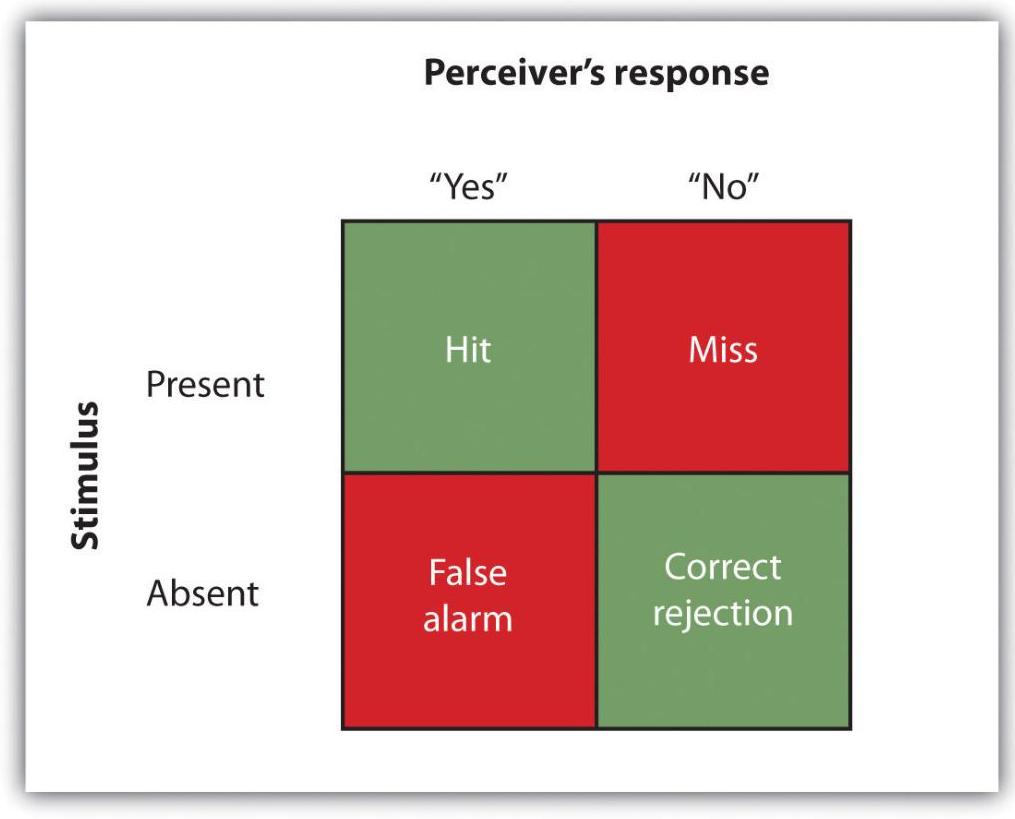 Perceiver’s response
“Yes” “No”
Hit Miss
Present
Stimulus
False
alarm
Correct
rejection
Absent